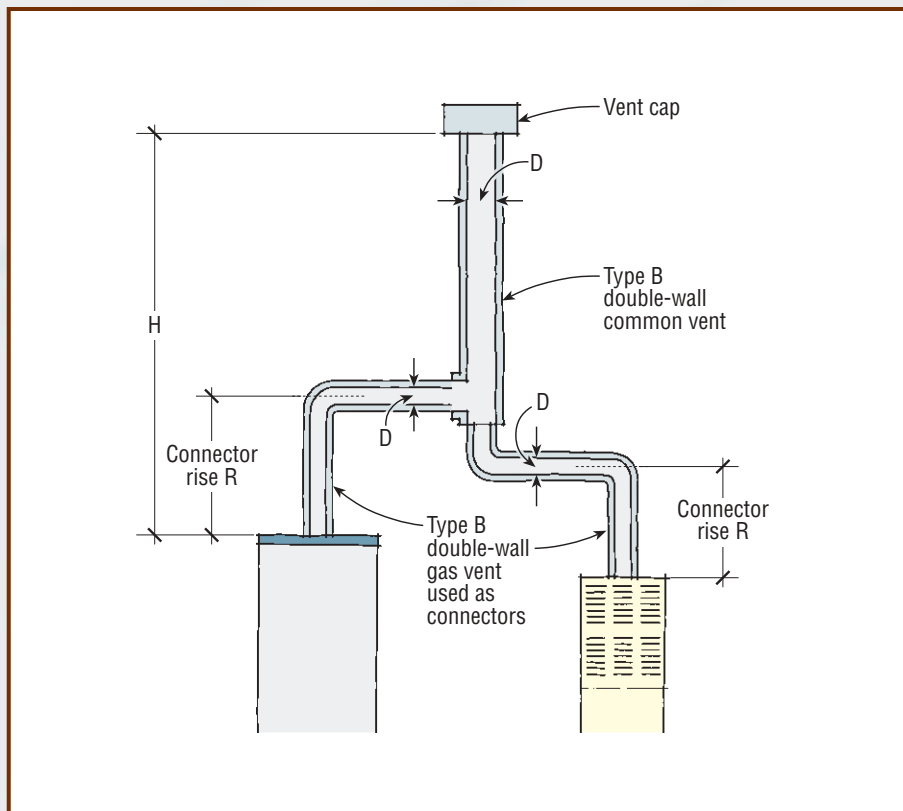 Vent cap
D
Type B
double-wall
common vent
H
D
D
Connector
rise R
Type B
double-wall
gas vent
used as
connectors
Connector
rise R